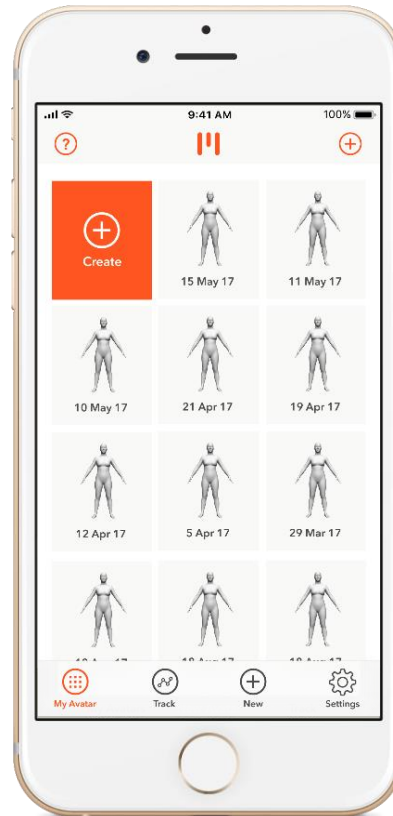 9:41 AM
100%
?
Create
15 May 17
11 May 17
10 May 17
21 Apr 17
19 Apr 17
12 Apr 17
5 Apr 17
29 Mar 17
My Avatar
Track
New
Settings